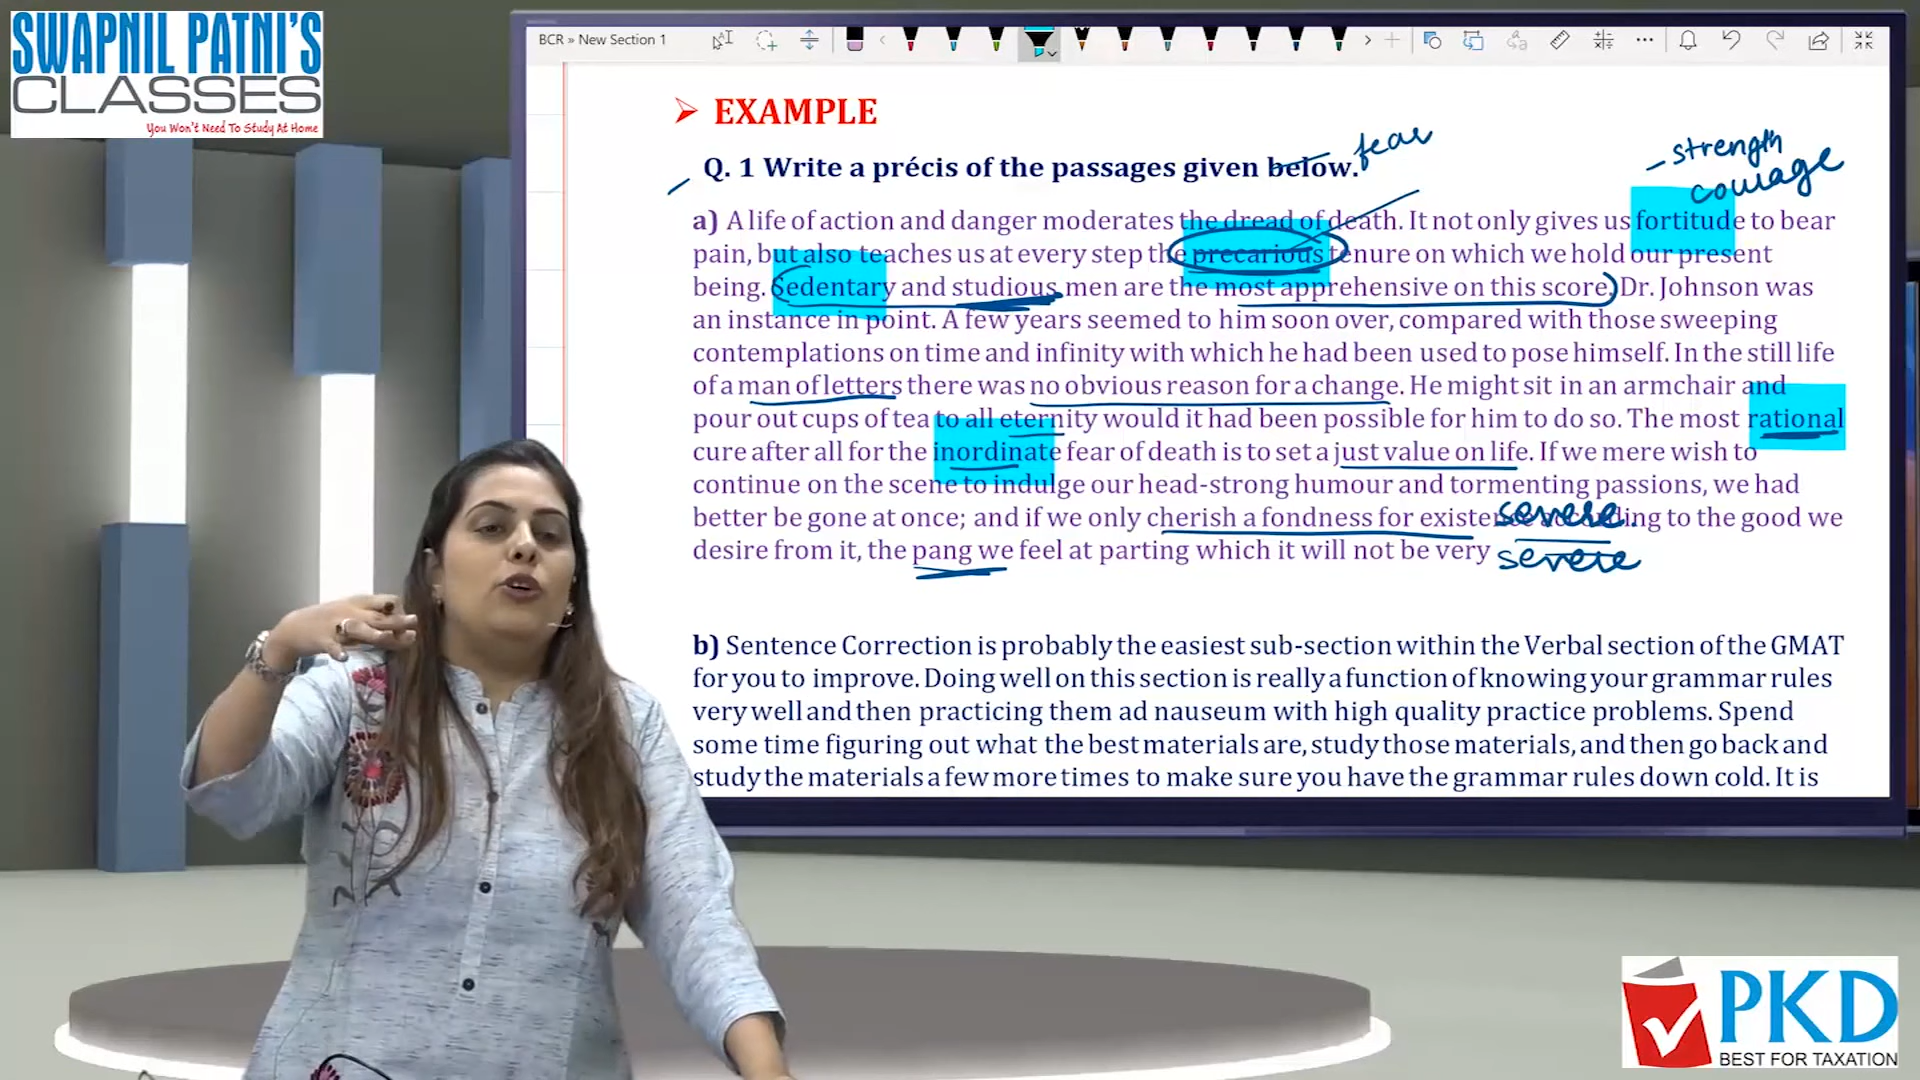 SWAPNIL PATNI'S
CLASSES
You Won't Need To Study At Home
BCR » New Section 1
EXAMPLE
Q. 1 Write a précis of the passages given below.
fear
- strength
courage
a) A life of action and danger moderates the dread of death. It not only gives us fortitude to bear
pain, but also teaches us at every step the precarious tenure on which we hold our present
being. Sedentary and studious men are the most apprehensive on this score. Dr. Johnson was
an instance in point. A few years seemed to him soon over, compared with those sweeping
contemplations on time and infinity with which he had been used to pose himself. In the still life
of a man of letters there was no obvious reason for a change. He might sit in an armchair and
pour out cups of tea to all eternity would it had been possible for him to do so. The most rational
cure after all for the inordinate fear of death is to set a just value on life. If we mere wish to
continue on the scene to indulge our head-strong humour and tormenting passions, we had
better be gone at once; and if we only cherish a fondness for existence according to the good we
severe.
desire from it, the pang we feel at parting which it will not be very severe
b) Sentence Correction is probably the easiest sub-section within the Verbal section of the GMAT
for you to improve. Doing well on this section is really a function of knowing your grammar rules
very well and then practicing them ad nauseum with high quality practice problems. Spend
some time figuring out what the best materials are, study those materials, and then go back and
study the materials a few more times to make sure you have the grammar rules down cold. It is
PKD
BEST FOR TAXATION